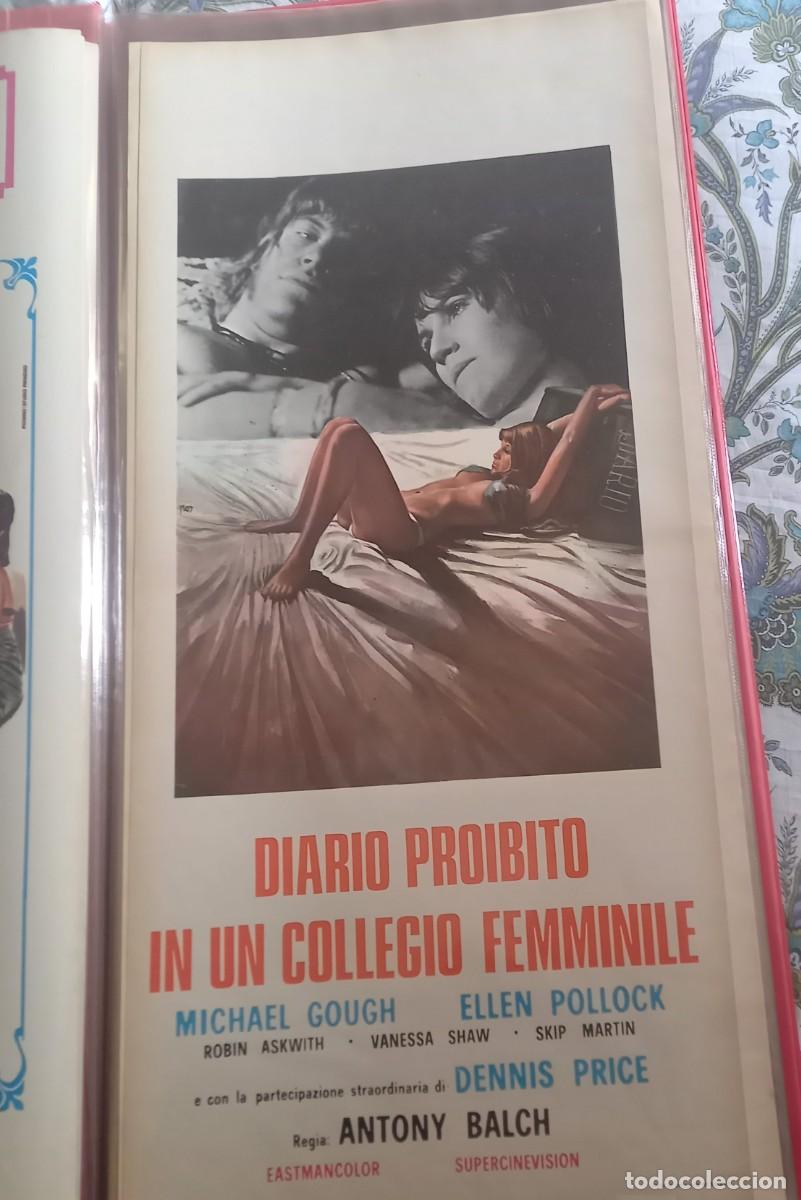 DIARIO
DIARIO PROIBITO
IN UN COLLEGIO FEMMINILE
MICHAEL GOUGH ELLEN POLLOCK
ROBIN ASKWITH · VANESSA SHAW · SKIP MARTIN
e con la partecipazione straordinaria di DENNIS PRICE
Regia: ANTONY BALCH
EASTMANCOLOR SUPERCINEVISION
todocoleccion